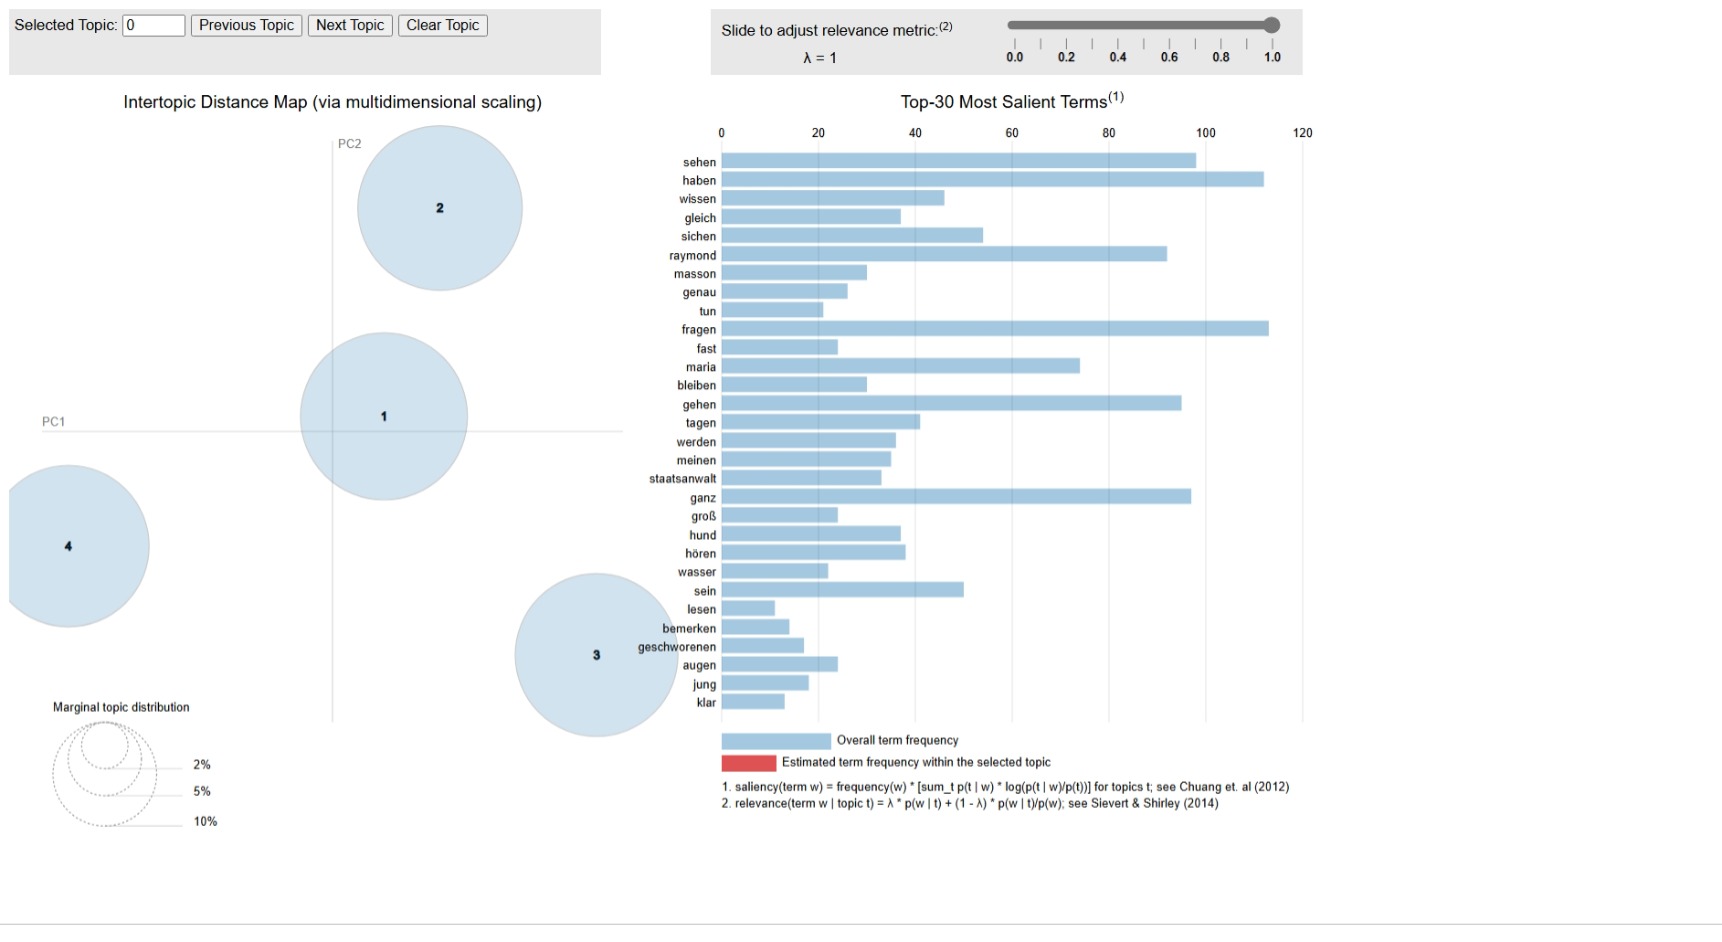 Selected Topic: 0 Previous Topic Next Topic Clear Topic
Slide to adjust relevance metric:(2)
λ = 1
0.0 0.2 0.4 0.6 0.8 1.0
Intertopic Distance Map (via multidimensional scaling)
PC2
PC1
2
1
4
3
Marginal topic distribution
2%
5%
10%
Top-30 Most Salient Terms(1)
0 20 40 60 80 100 120
sehen
haben
wissen
gleich
sichen
raymond
masson
genau
tun
fragen
fast
maria
bleiben
gehen
tagen
werden
meinen
staatsanwalt
ganz
groß
hund
hören
wasser
sein
lesen
bemerken
geschworenen
augen
jung
klar
Overall term frequency
Estimated term frequency within the selected topic
1. saliency(term w) = frequency(w) * [sum_t p(t | w) * log(p(t | w)/p(t))] for topics t; see Chuang et. al (2012)
2. relevance(term w | topic t) = λ * p(w | t) + (1 - λ) * p(w | t)/p(w); see Sievert & Shirley (2014)